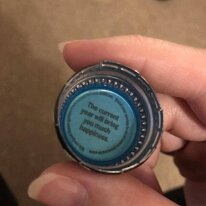 The current
year will bring
you much
happiness.